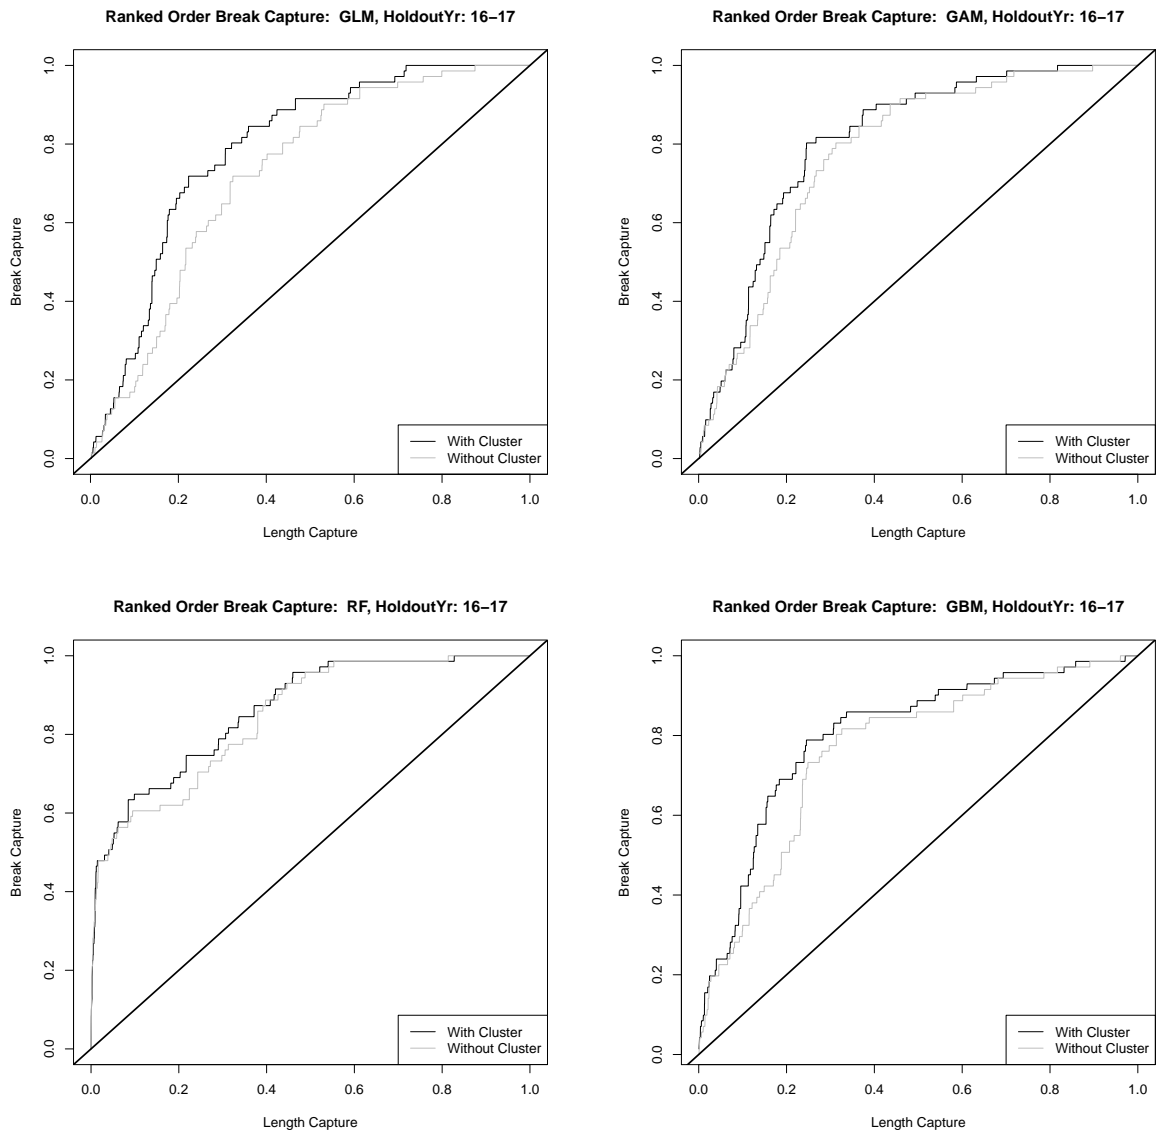 Ranked Order Break Capture:  GLM, HoldoutYr: 16–17
1.0
0.8
0.6
0.4
0.2
0.0
Break Capture
0.0 0.2 0.4 0.6 0.8 1.0
Length Capture
With Cluster
Without Cluster
Ranked Order Break Capture:  GAM, HoldoutYr: 16–17
1.0
0.8
0.6
0.4
0.2
0.0
Break Capture
0.0 0.2 0.4 0.6 0.8 1.0
Length Capture
With Cluster
Without Cluster
Ranked Order Break Capture:  RF, HoldoutYr: 16–17
1.0
0.8
0.6
0.4
0.2
0.0
Break Capture
0.0 0.2 0.4 0.6 0.8 1.0
Length Capture
With Cluster
Without Cluster
Ranked Order Break Capture:  GBM, HoldoutYr: 16–17
1.0
0.8
0.6
0.4
0.2
0.0
Break Capture
0.0 0.2 0.4 0.6 0.8 1.0
Length Capture
With Cluster
Without Cluster